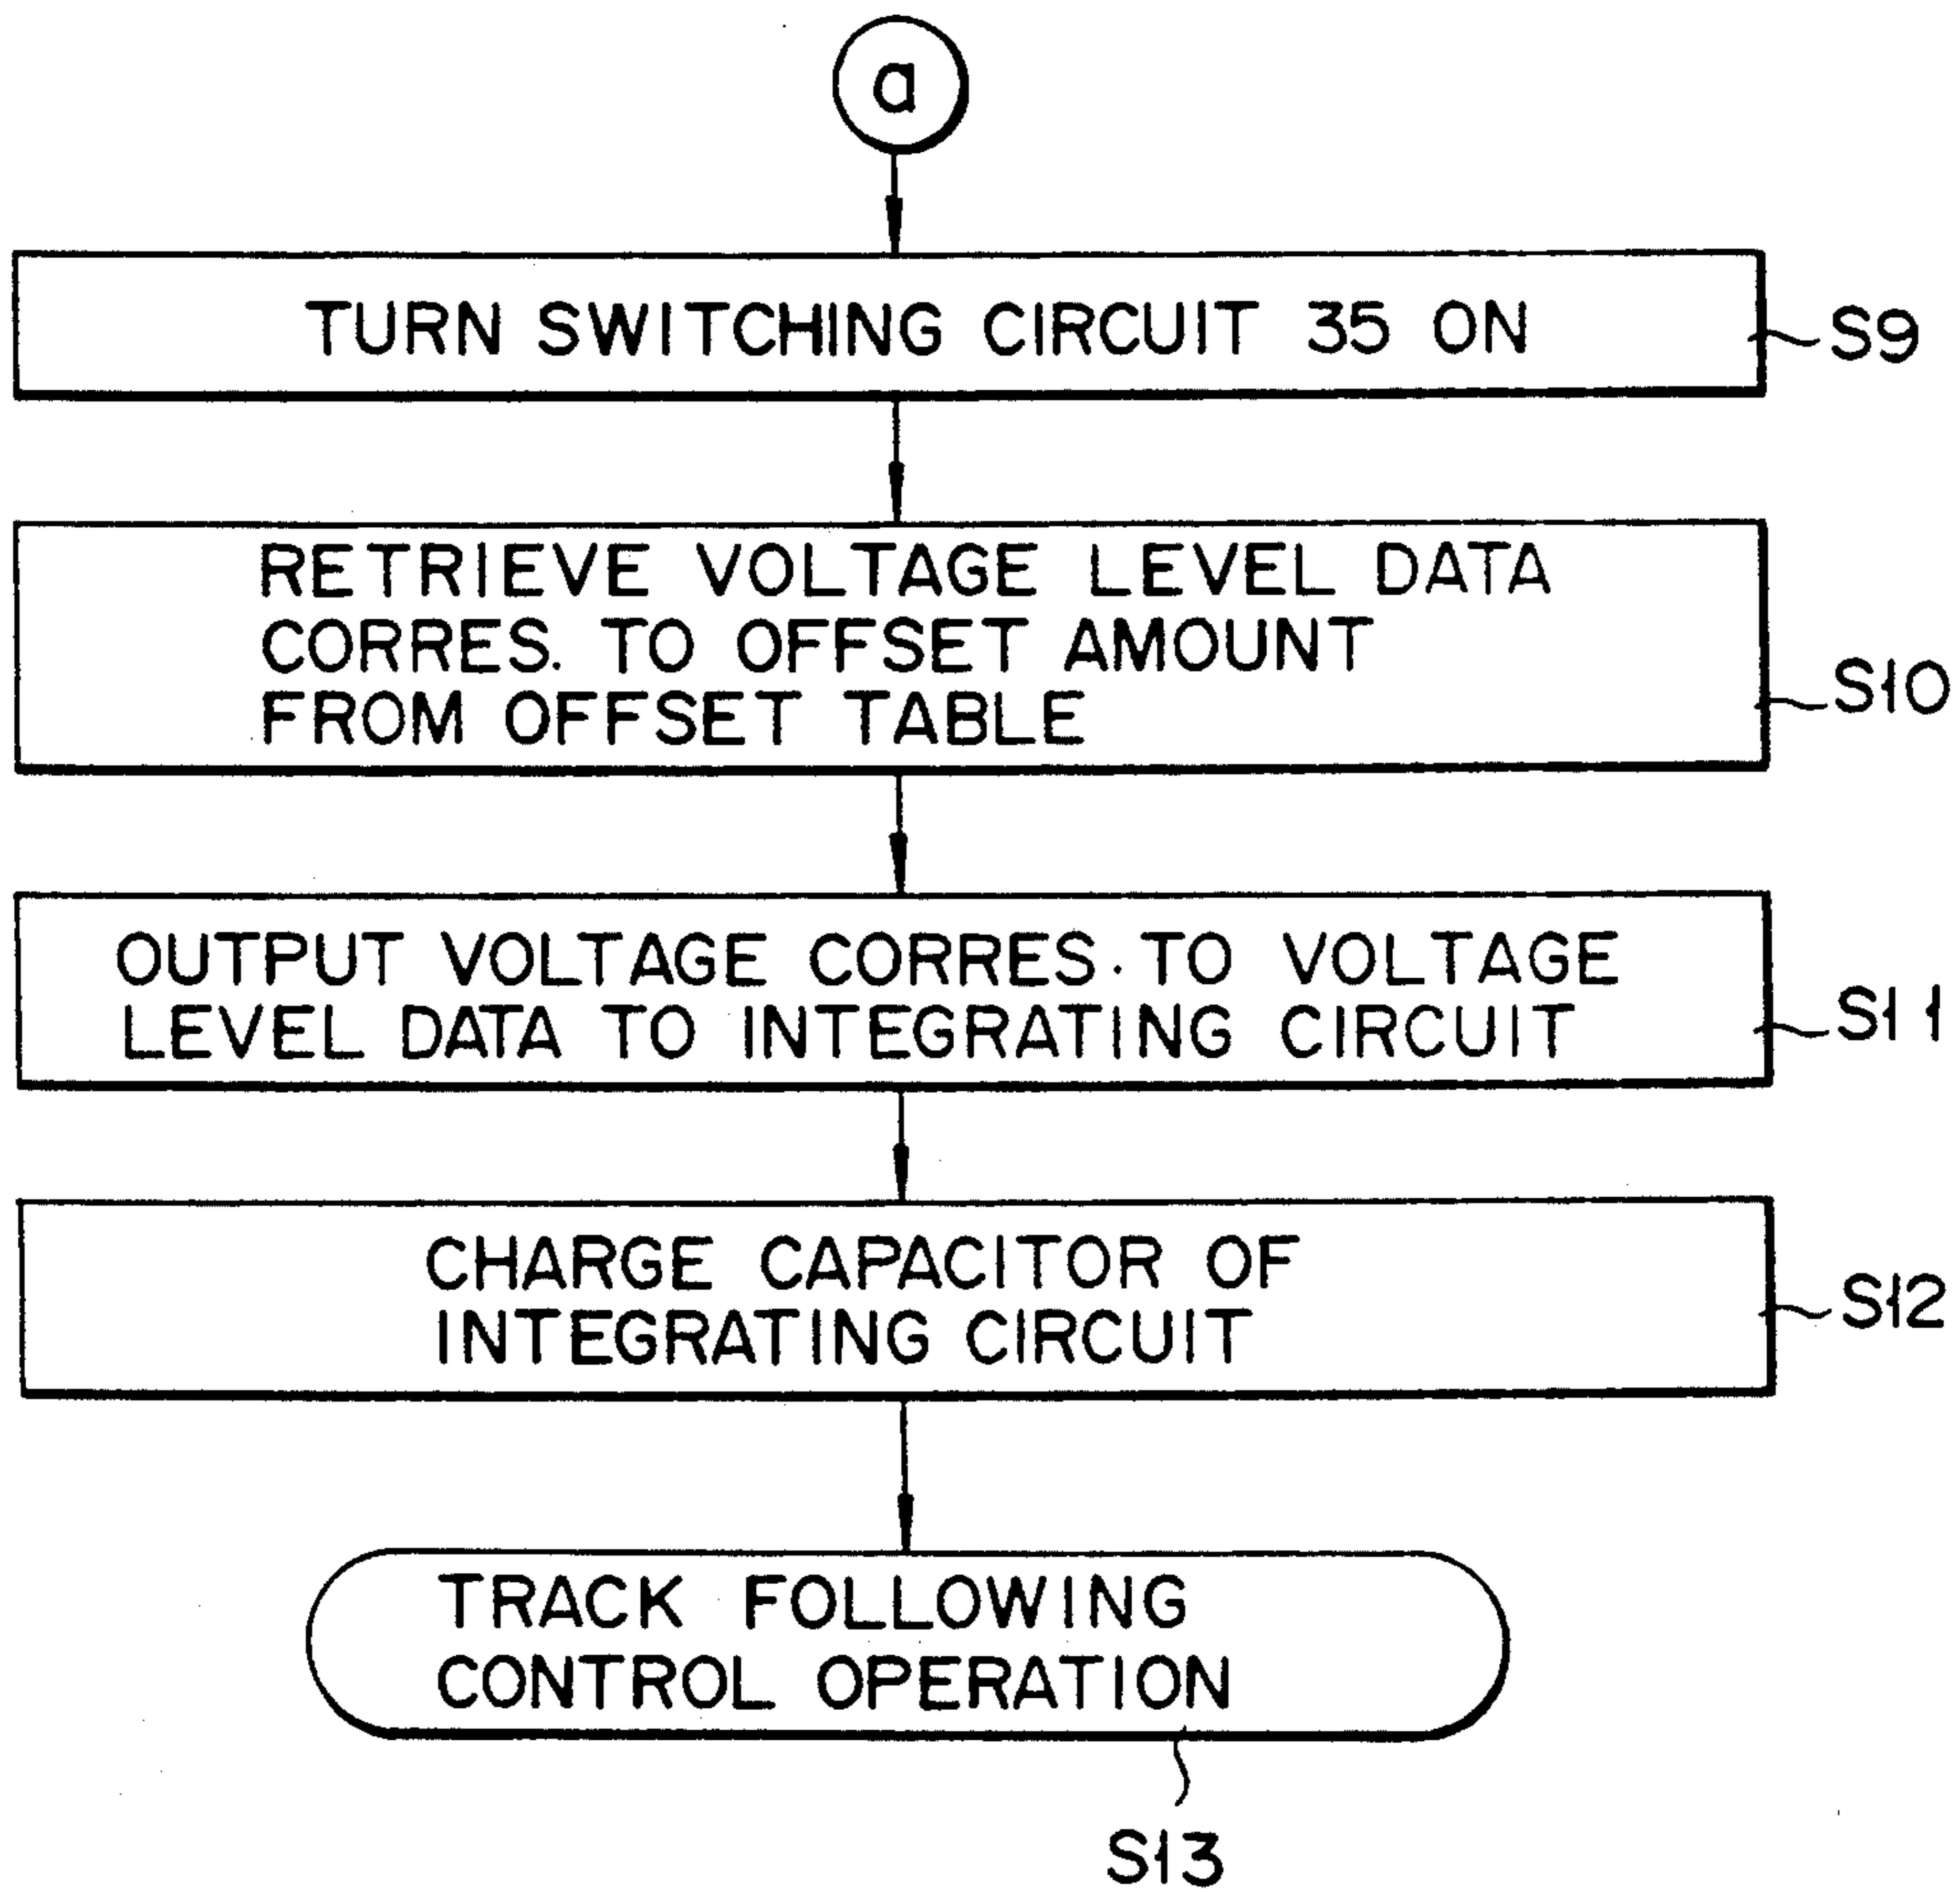 a
TURN SWITCHING CIRCUIT 35 ON
S9
RETRIEVE VOLTAGE LEVEL DATA
CORRES. TO OFFSET AMOUNT
FROM OFFSET TABLE
S10
OUTPUT VOLTAGE CORRES. TO VOLTAGE
LEVEL DATA TO INTEGRATING CIRCUIT
S11
CHARGE CAPACITOR OF
INTEGRATING CIRCUIT
S12
TRACK FOLLOWING
CONTROL OPERATION
S13